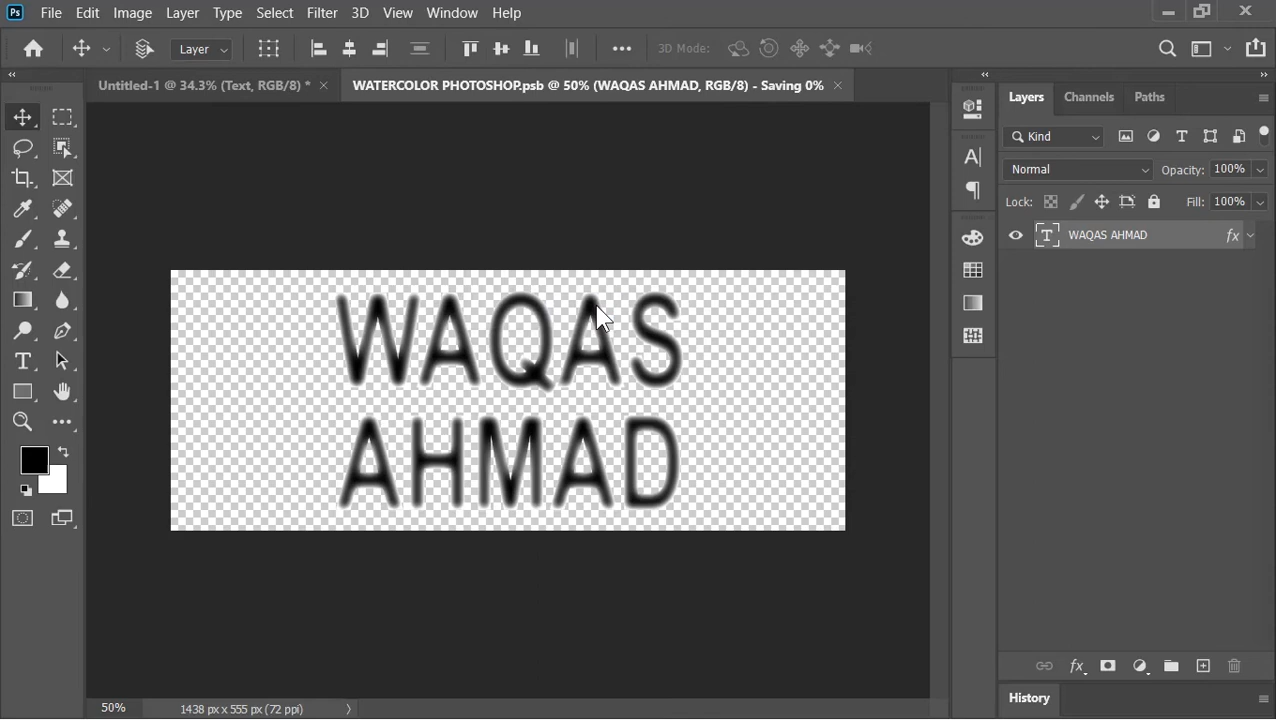 Ps File Edit Image Layer Type Select Filter 3D View Window Help
Layer 3D Mode:
Untitled-1 @ 34.3% (Text, RGB/8) *
WATERCOLOR PHOTOSHOP.psb @ 50% (WAQAS AHMAD, RGB/8) - Saving 0%
Layers Channels Paths
Kind
Normal Opacity: 100%
Lock: Fill: 100%
T WAQAS AHMAD fx
WAQAS
AHMAD
fx
History
50% 1438 px x 555 px (72 ppi)